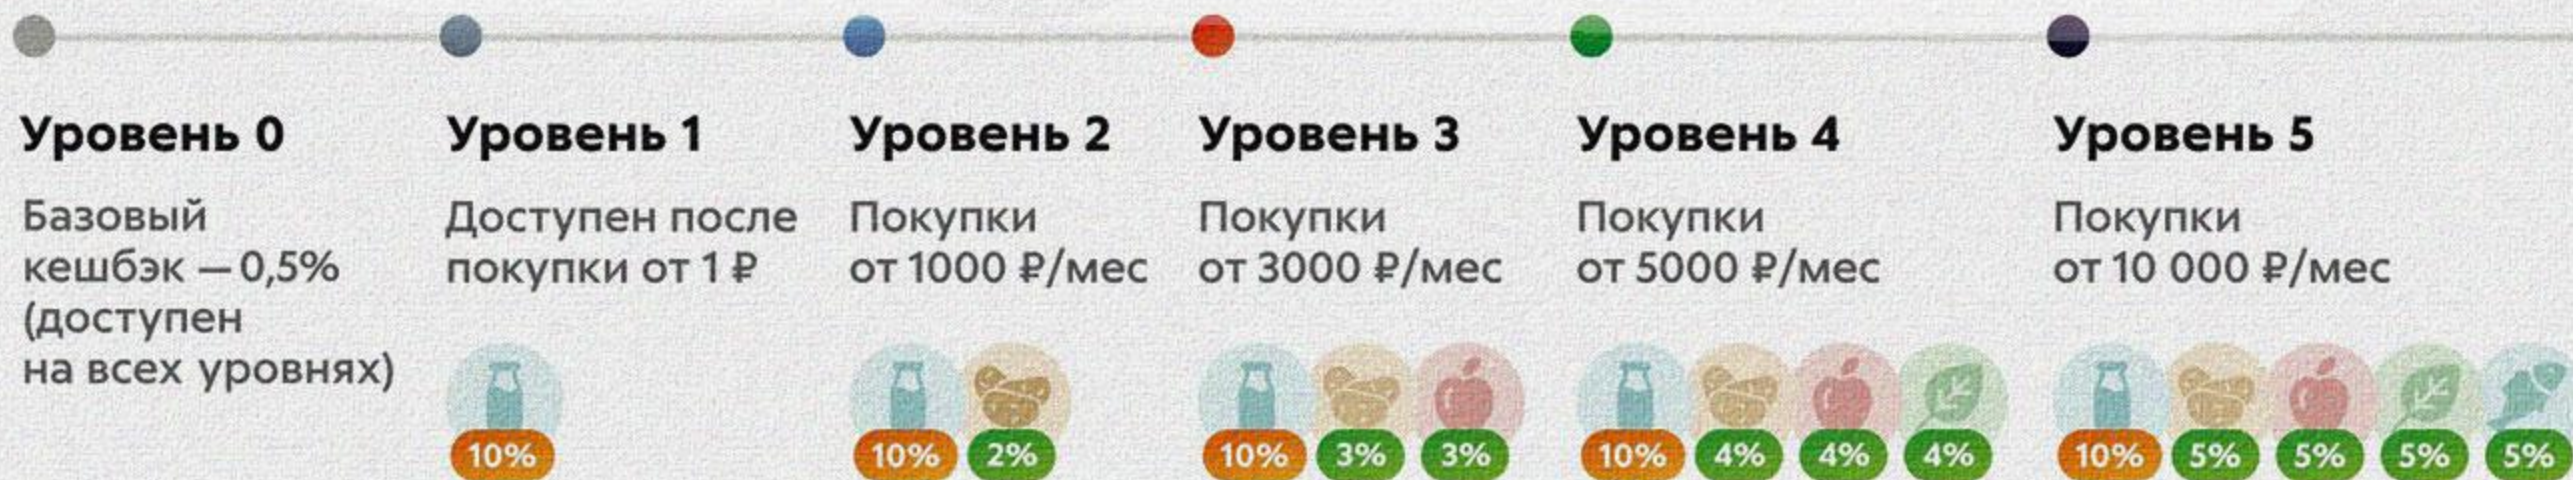 Уровень 0
Базовый
кешбэк — 0,5%
(доступен
на всех уровнях)
Уровень 1
Доступен после
покупки от 1 ₽
10%
Уровень 2
Покупки
от 1000 ₽/мес
10% 2%
Уровень 3
Покупки
от 3000 ₽/мес
10% 3% 3%
Уровень 4
Покупки
от 5000 ₽/мес
10% 4% 4% 4%
Уровень 5
Покупки
от 10 000 ₽/мес
10% 5% 5% 5% 5%